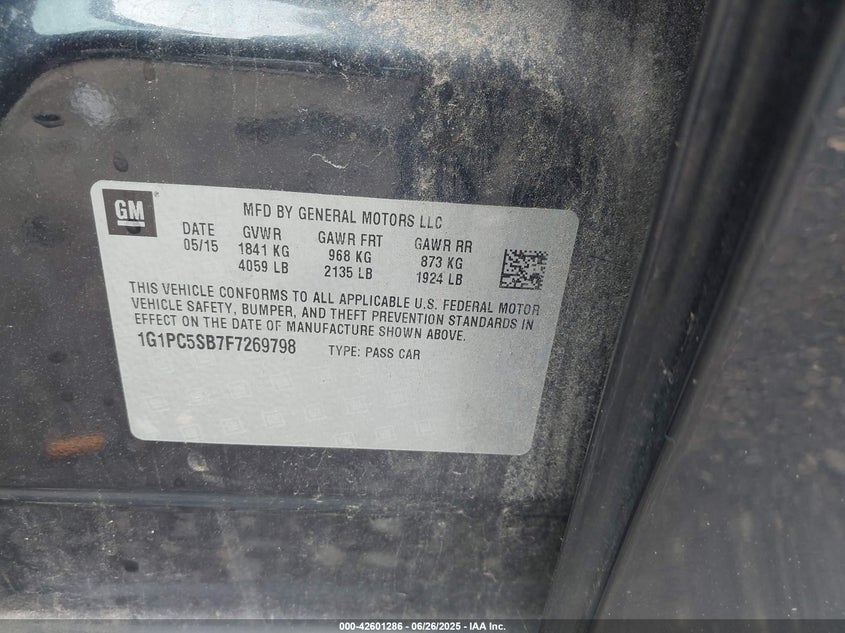 GM
MFD BY GENERAL MOTORS LLC
DATE GVWR GAWR FRT GAWR RR
05/15 1841 KG 968 KG 873 KG
4059 LB 2135 LB 1924 LB
THIS VEHICLE CONFORMS TO ALL APPLICABLE U.S. FEDERAL MOTOR
VEHICLE SAFETY, BUMPER, AND THEFT PREVENTION STANDARDS IN
EFFECT ON THE DATE OF MANUFACTURE SHOWN ABOVE.
1G1PC5SB7F7269798 TYPE: PASS CAR
000-42601286 - 06/26/2025 - IAA Inc.